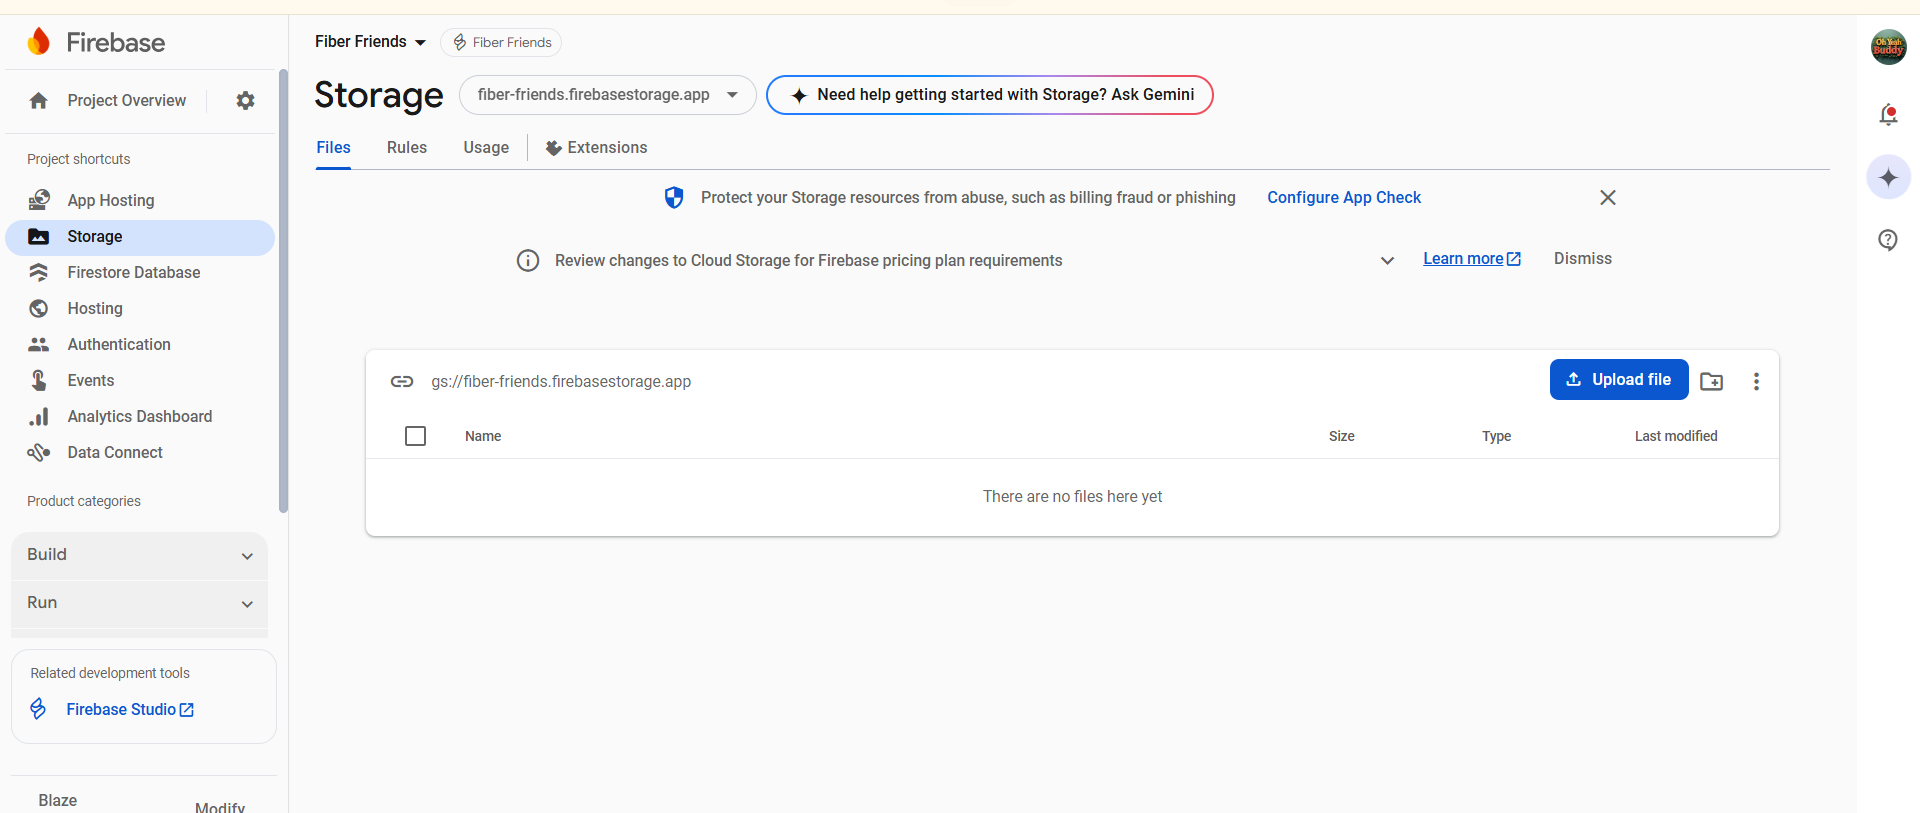 Firebase
Project Overview
Project shortcuts
App Hosting
Storage
Firestore Database
Hosting
Authentication
Events
Analytics Dashboard
Data Connect
Product categories
Build
Run
Related development tools
Firebase Studio
Blaze
Modify
Fiber Friends
Fiber Friends
Storage
fiber-friends.firebasestorage.app
Need help getting started with Storage? Ask Gemini
Files
Rules
Usage
Extensions
Protect your Storage resources from abuse, such as billing fraud or phishing
Configure App Check
Review changes to Cloud Storage for Firebase pricing plan requirements
Learn more
Dismiss
gs://fiber-friends.firebasestorage.app
Upload file
Name
Size
Type
Last modified
There are no files here yet
Oh Yeah
Buddy